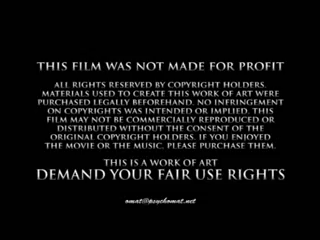 THIS FILM WAS NOT MADE FOR PROFIT
ALL RIGHTS RESERVED BY COPYRIGHT HOLDERS.
MATERIALS USED TO CREATE THIS WORK OF ART WERE
PURCHASED LEGALLY BEFOREHAND. NO INFRINGEMENT
ON COPYRIGHTS WAS INTENDED OR IMPLIED. THIS
FILM MAY NOT BE COMMERCIALLY REPRODUCED OR
DISTRIBUTED WITHOUT THE CONSENT OF THE
ORIGINAL COPYRIGHT HOLDERS. IF YOU ENJOYED
THE MOVIE OR THE MUSIC, PLEASE PURCHASE THEM.
THIS IS A WORK OF ART
DEMAND YOUR FAIR USE RIGHTS
omat@psychomat.net